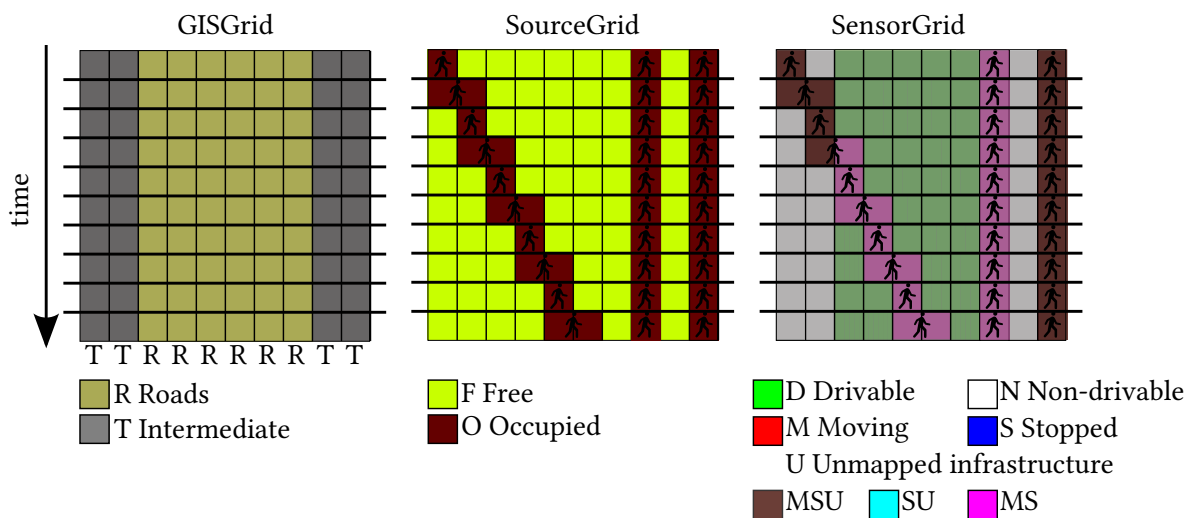 GISGrid SourceGrid SensorGrid
time
T T R R R R R R T T
R Roads F Free D Drivable N Non-drivable
T Intermediate O Occupied M Moving S Stopped
U Unmapped infrastructure
MSU SU MS